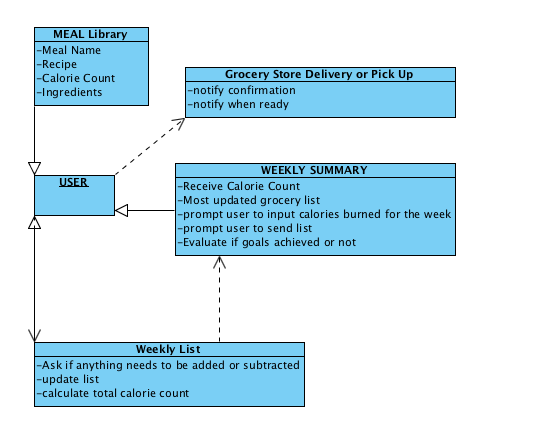 MEAL Library
-Meal Name
-Recipe
-Calorie Count
-Ingredients
Grocery Store Delivery or Pick Up
-notify confirmation
-notify when ready
USER
WEEKLY SUMMARY
-Receive Calorie Count
-Most updated grocery list
-prompt user to input calories burned for the week
-prompt user to send list
-Evaluate if goals achieved or not
Weekly List
-Ask if anything needs to be added or subtracted
-update list
-calculate total calorie count